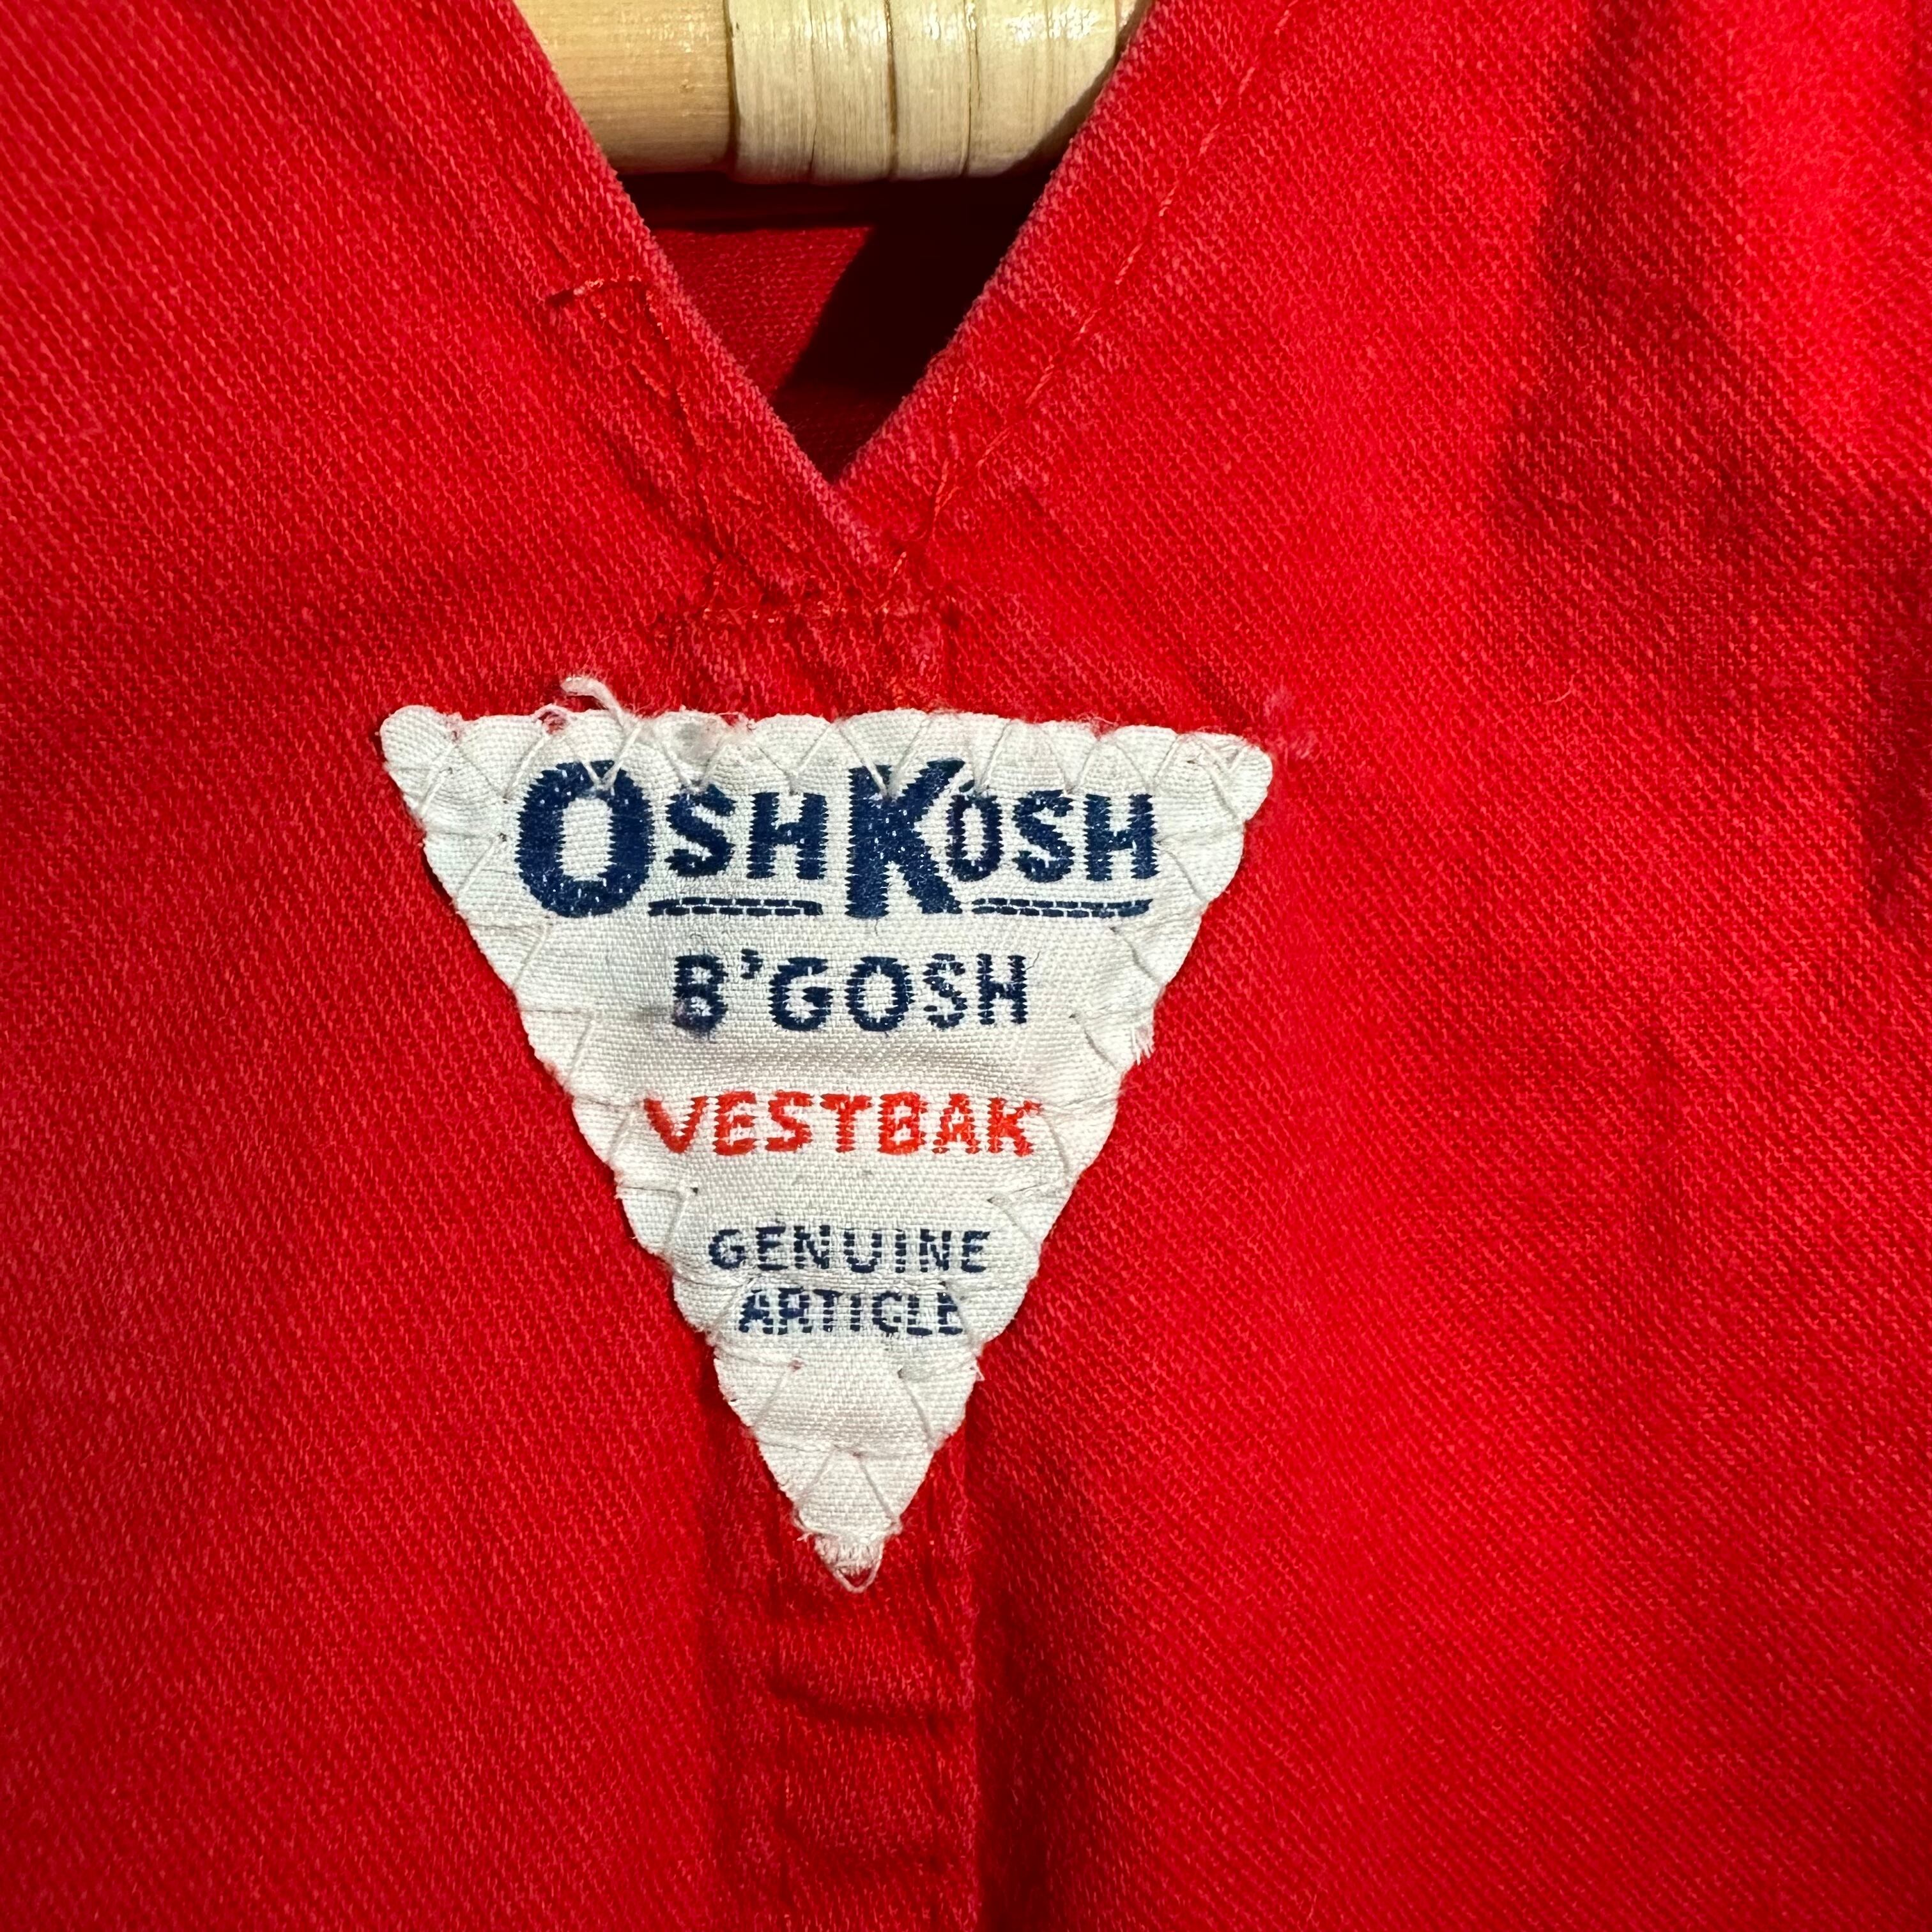 OSHKOSH
B'GOSH
VESTBAK
GENUINE
ARTICLE